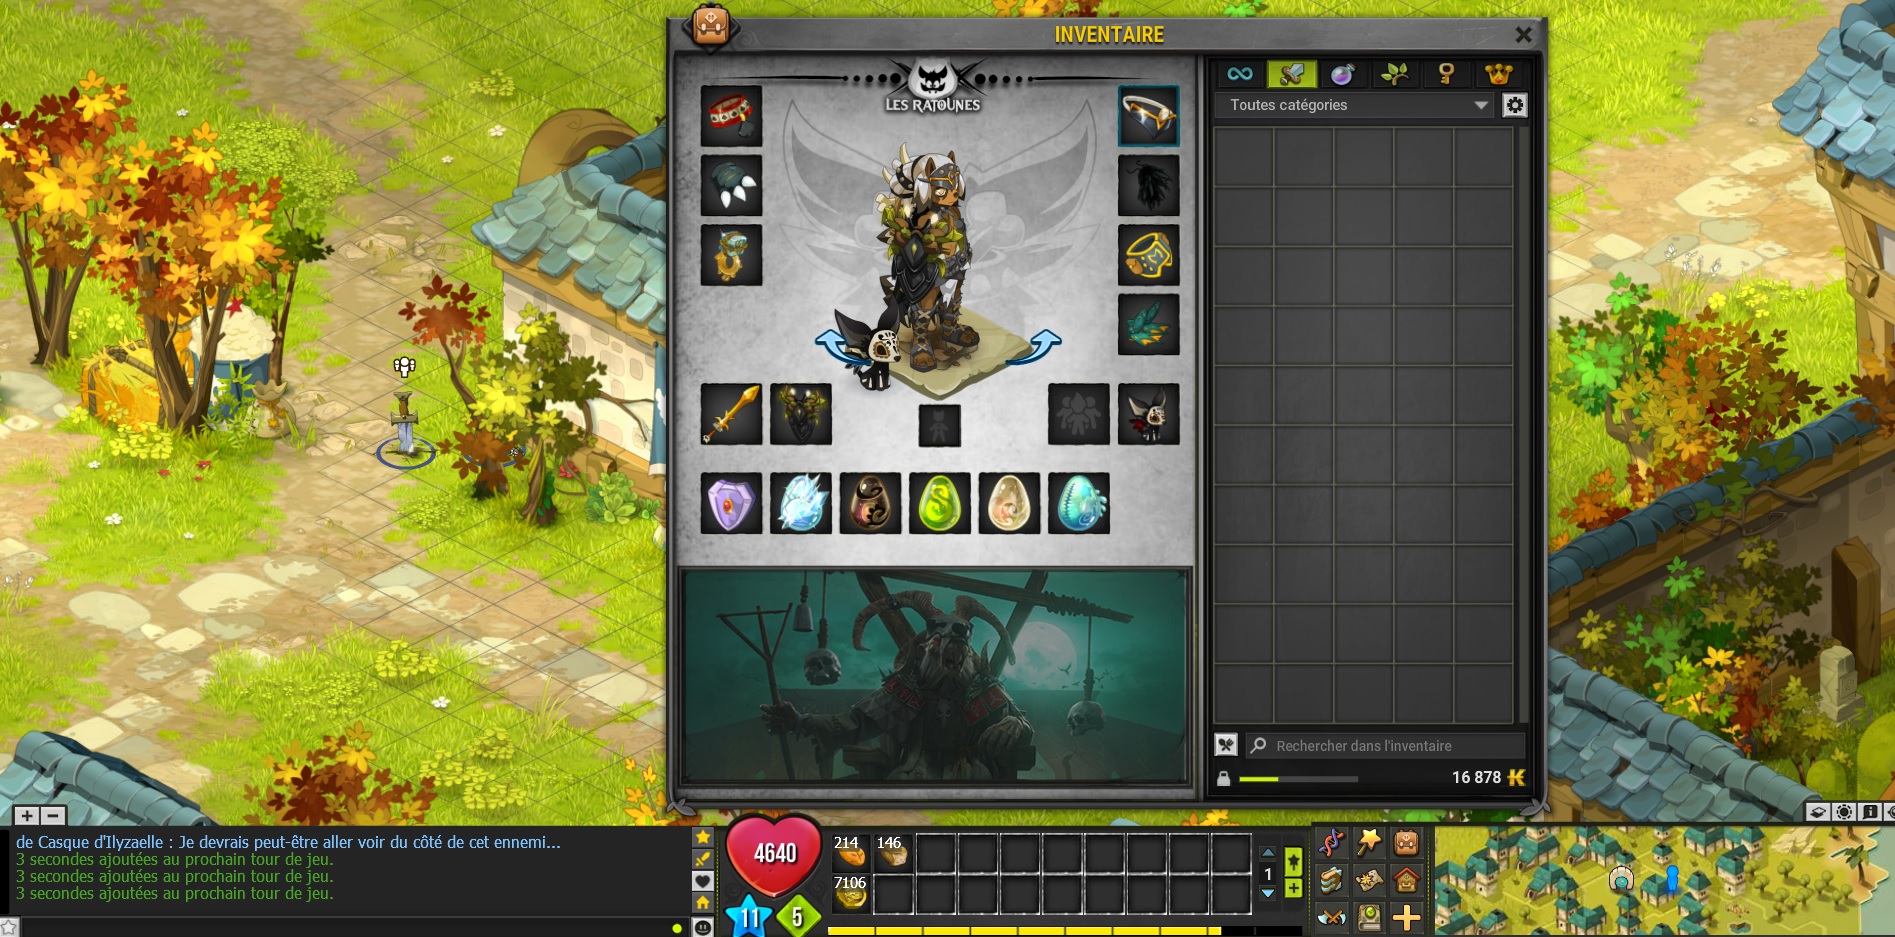 INVENTAIRE
LES RATOUNES
Toutes catégories
Rechercher dans l'inventaire
16 878 K
de Casque d'Ilyzaelle : Je devrais peut-être aller voir du côté de cet ennemi...
3 secondes ajoutées au prochain tour de jeu.
3 secondes ajoutées au prochain tour de jeu.
3 secondes ajoutées au prochain tour de jeu.
4640
11
5
214
146
7106
1